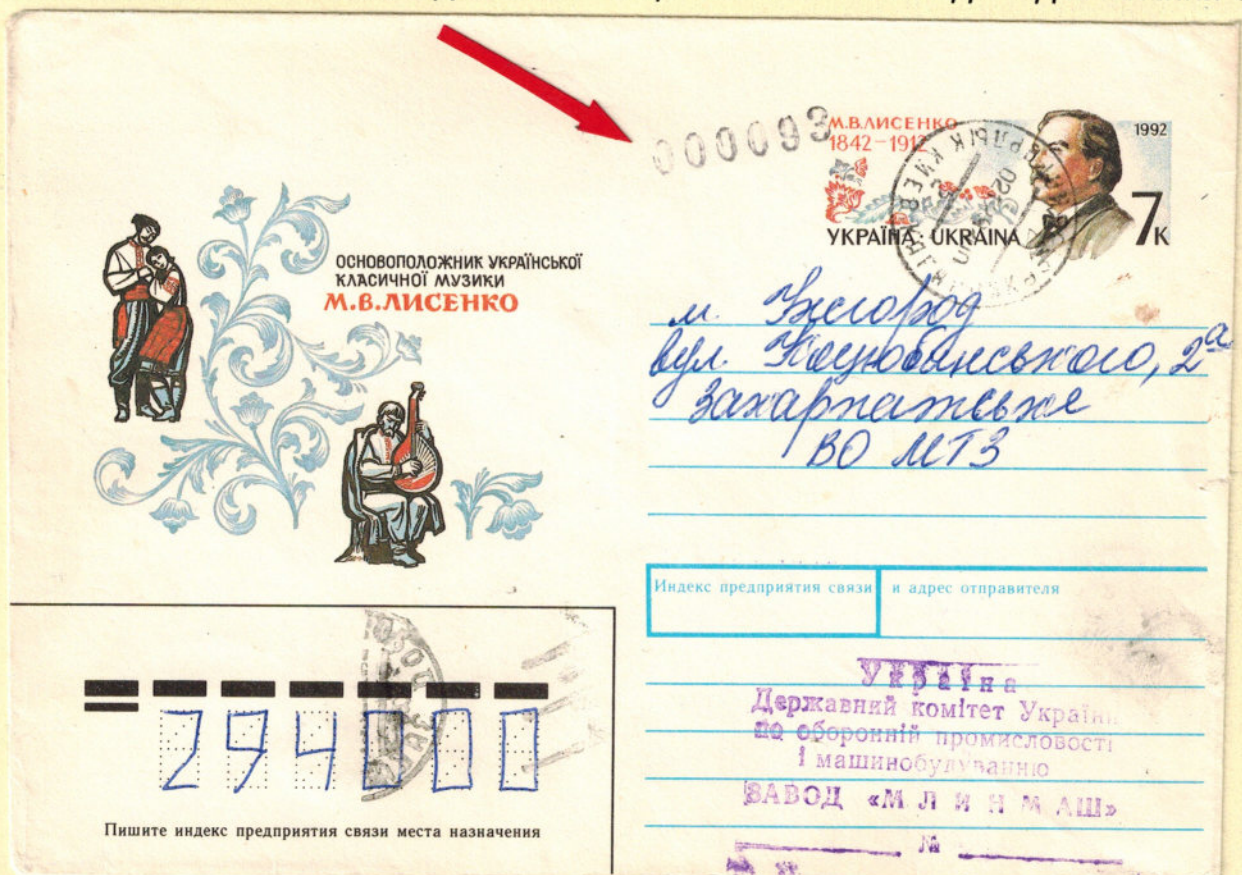 000093
М.В.ЛИСЕНКО
1842-1912
1992
7К
УКРАЇНА · UKRAINA
ОСНОВОПОЛОЖНИК УКРАЇНСЬКОЇ
КЛАСИЧНОЇ МУЗИКИ
М.В.ЛИСЕНКО
м. Ужгород
вул. Коцюбинського, 2а
Закарпатське
ВО МТЗ
Индекс предприятия связи и адрес отправителя
Україна
Державний комітет України
по оборонній промисловості
і машинобудуванню
ЗАВОД «МЛИНМАШ»
№
294000
Пишите индекс предприятия связи места назначения